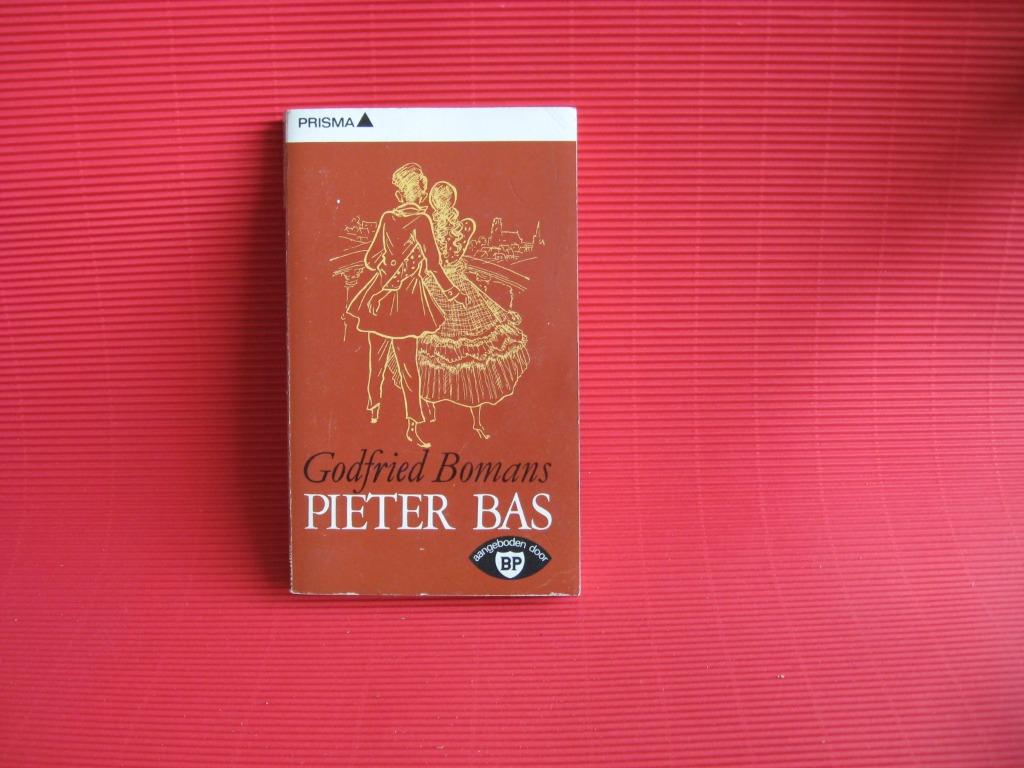 PRISMA
Godfried Bomans
PIETER BAS
aangeboden door
BP